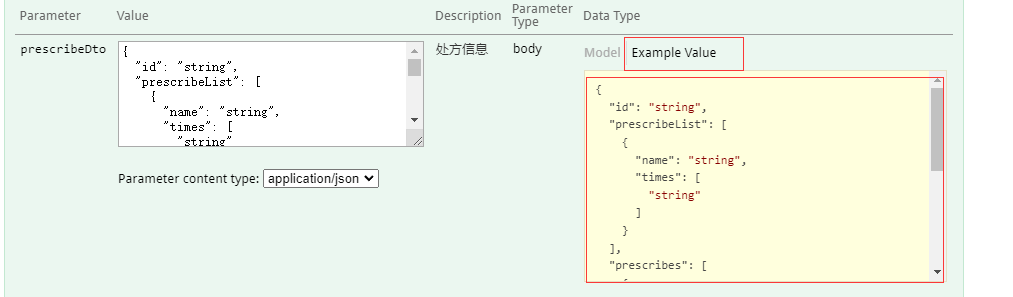 Parameter Value Description Parameter Type Data Type
prescribeDto
{
"id": "string",
"prescribeList": [
{
"name": "string",
"times": [
"string"
Parameter content type: application/json
处方信息
body
Model Example Value
{
"id": "string",
"prescribeList": [
{
"name": "string",
"times": [
"string"
]
}
],
"prescribes": [